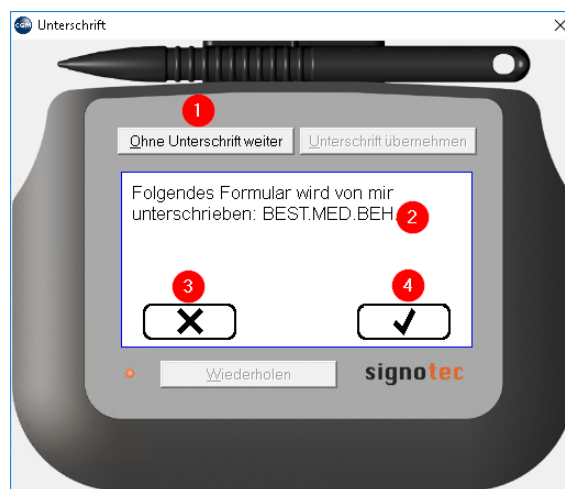 CGM Unterschrift
1
Ohne Unterschrift weiter Unterschrift übernehmen
Folgendes Formular wird von mir
unterschrieben: BEST.MED.BEH. 2
3 4
Wiederholen signotec